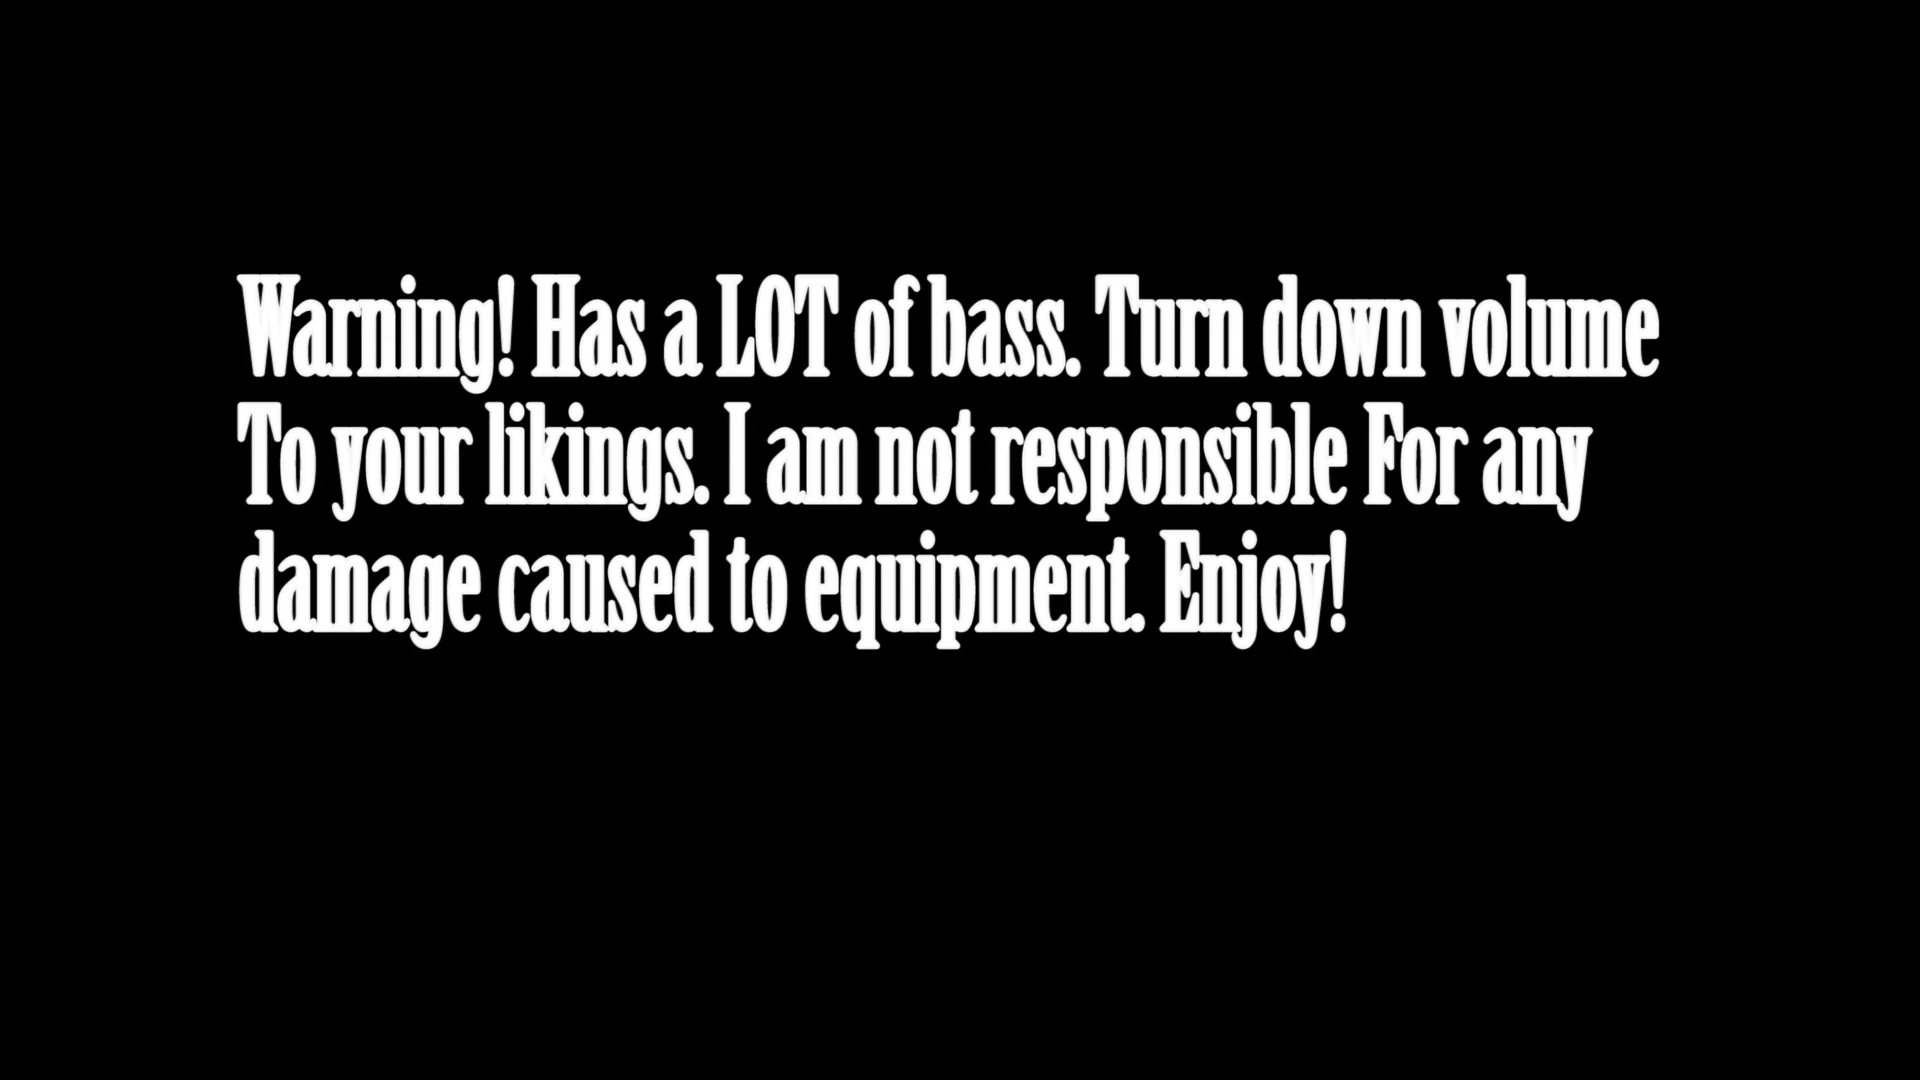 Warning! Has a LOT of bass. Turn down volume
To your likings. I am not responsible For any
damage caused to equipment. Enjoy!